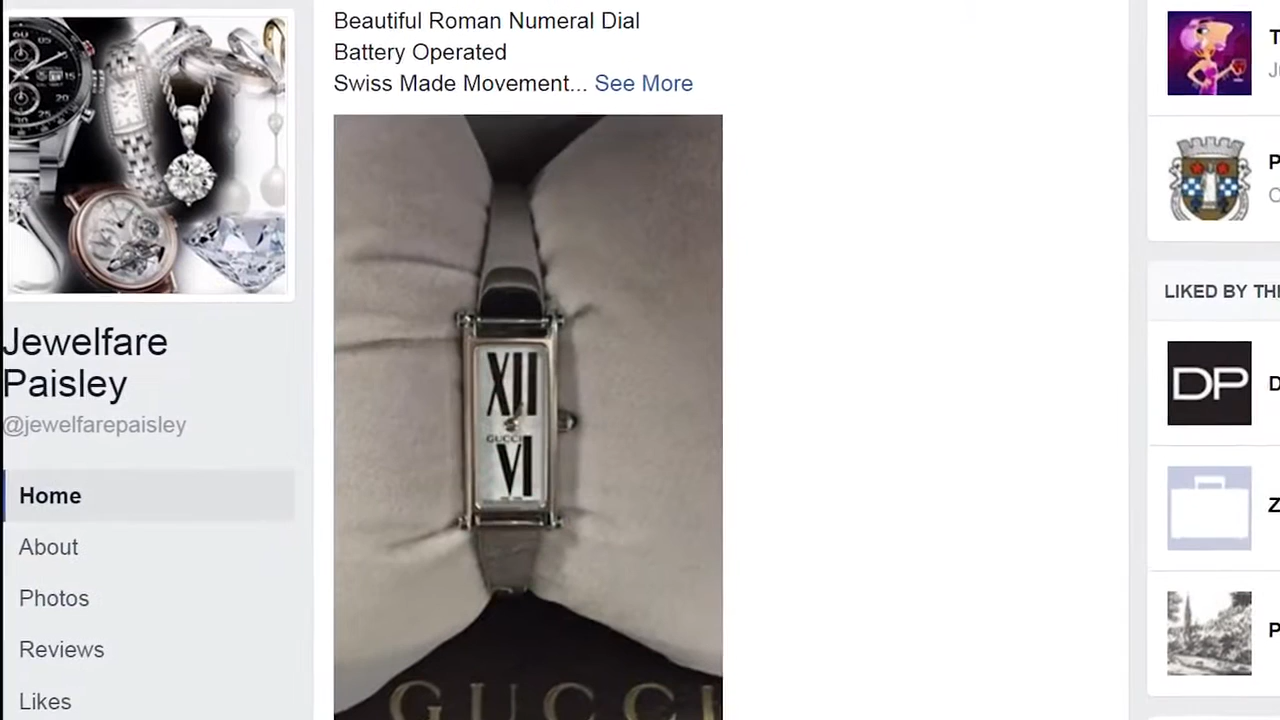 Beautiful Roman Numeral Dial
Battery Operated
Swiss Made Movement... See More
XII
GUCCI
VI
GUCCI
Jewelfare
Paisley
@jewelfarepaisley
Home
About
Photos
Reviews
Likes
T
P
LIKED BY THI
DP
D
Z
P